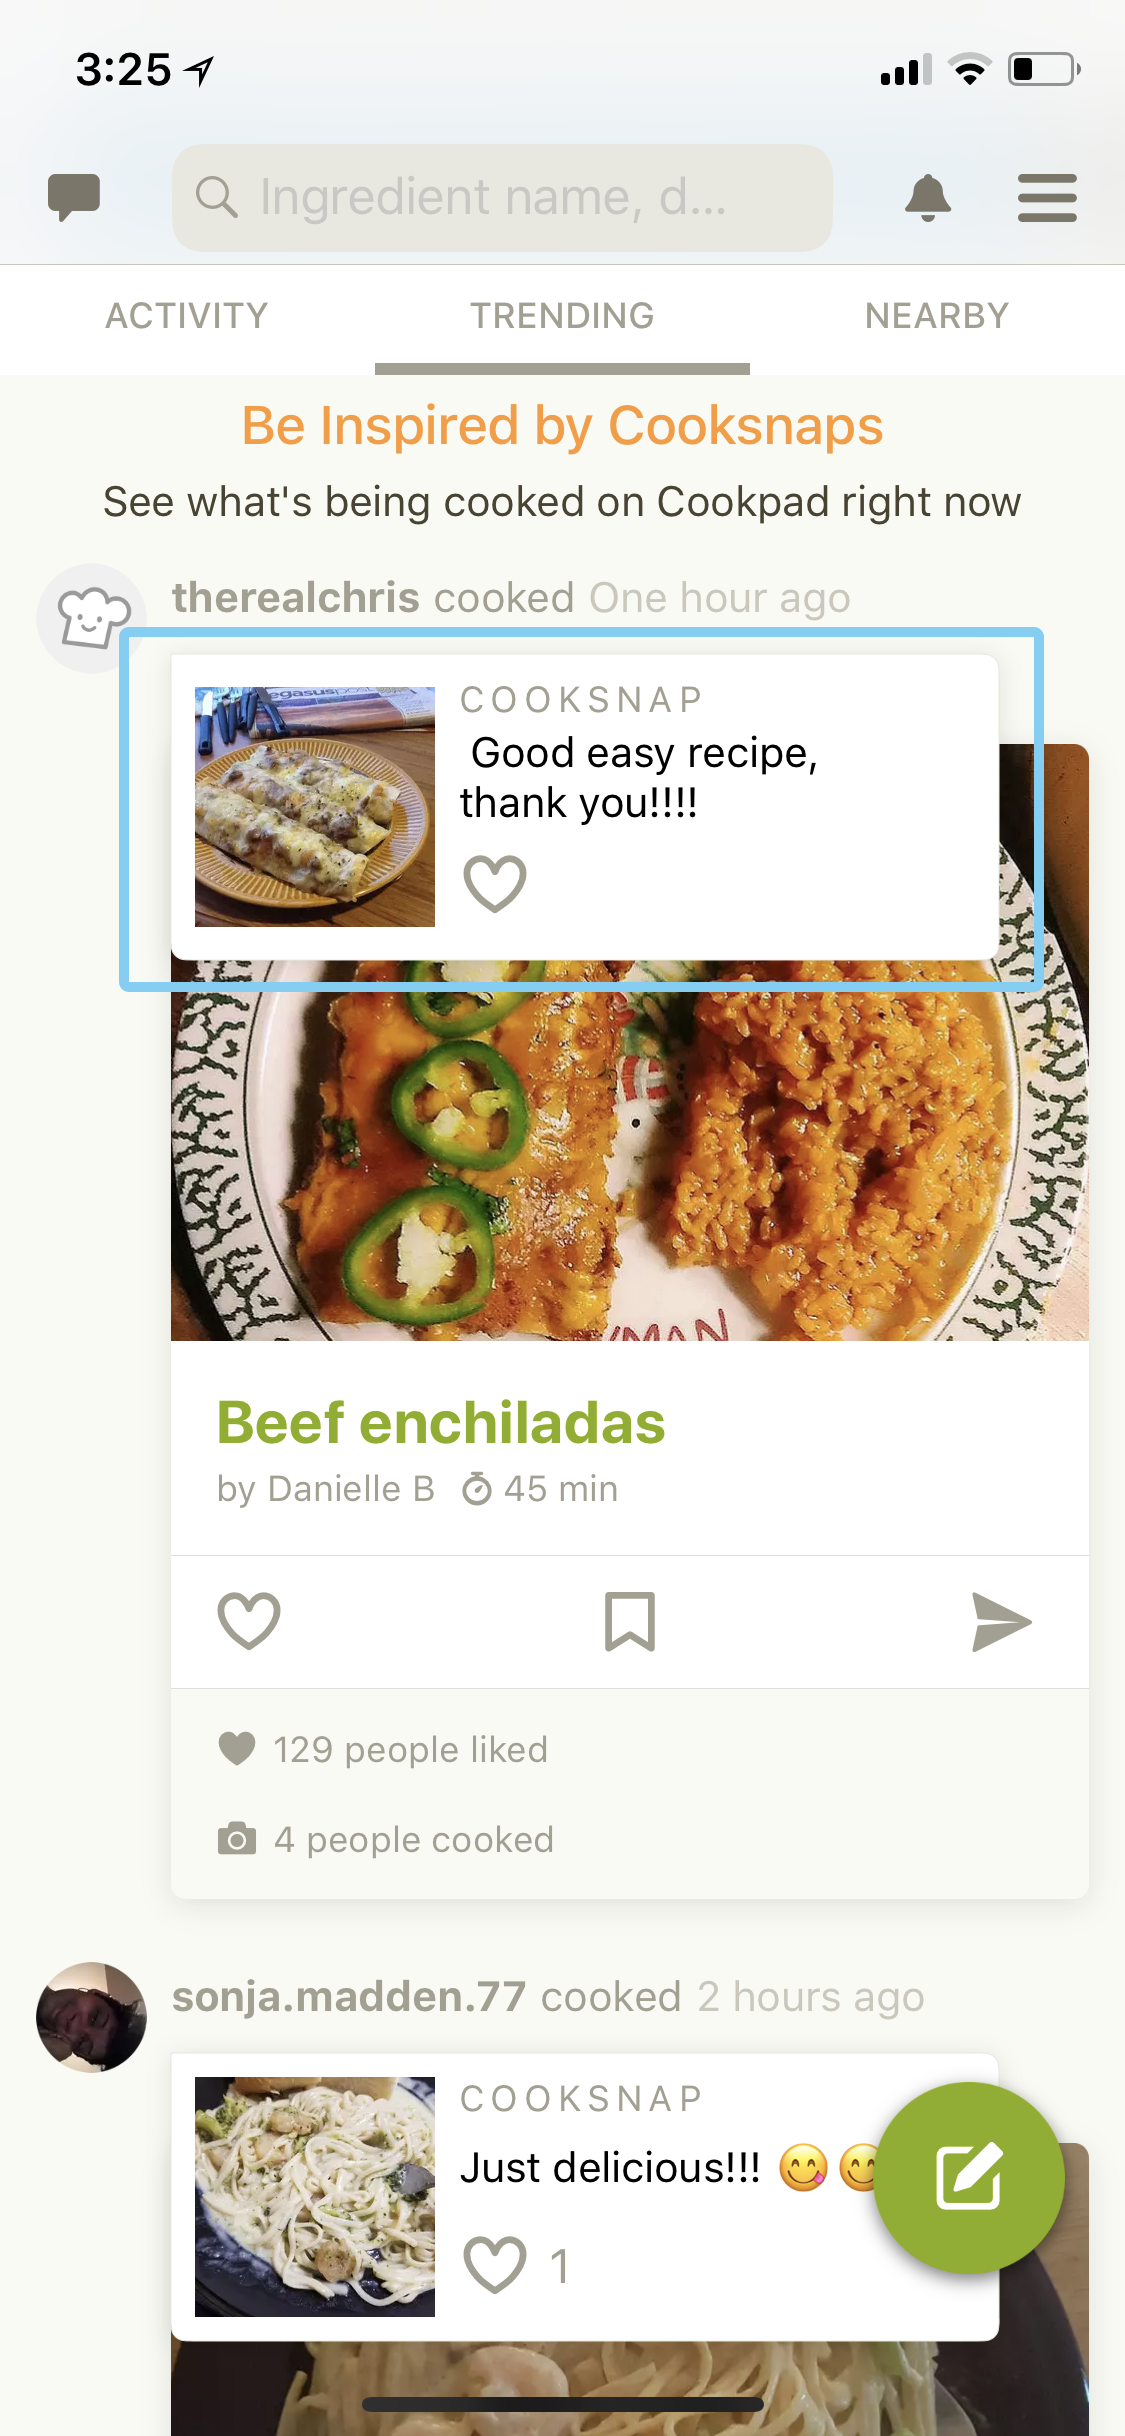 3:25
Ingredient name, d...
ACTIVITY TRENDING NEARBY
Be Inspired by Cooksnaps
See what's being cooked on Cookpad right now
therealchris cooked One hour ago
COOKSNAP
Good easy recipe,
thank you!!!!
Beef enchiladas
by Danielle B 45 min
129 people liked
4 people cooked
sonja.madden.77 cooked 2 hours ago
COOKSNAP
Just delicious!!! 😋 😋
1